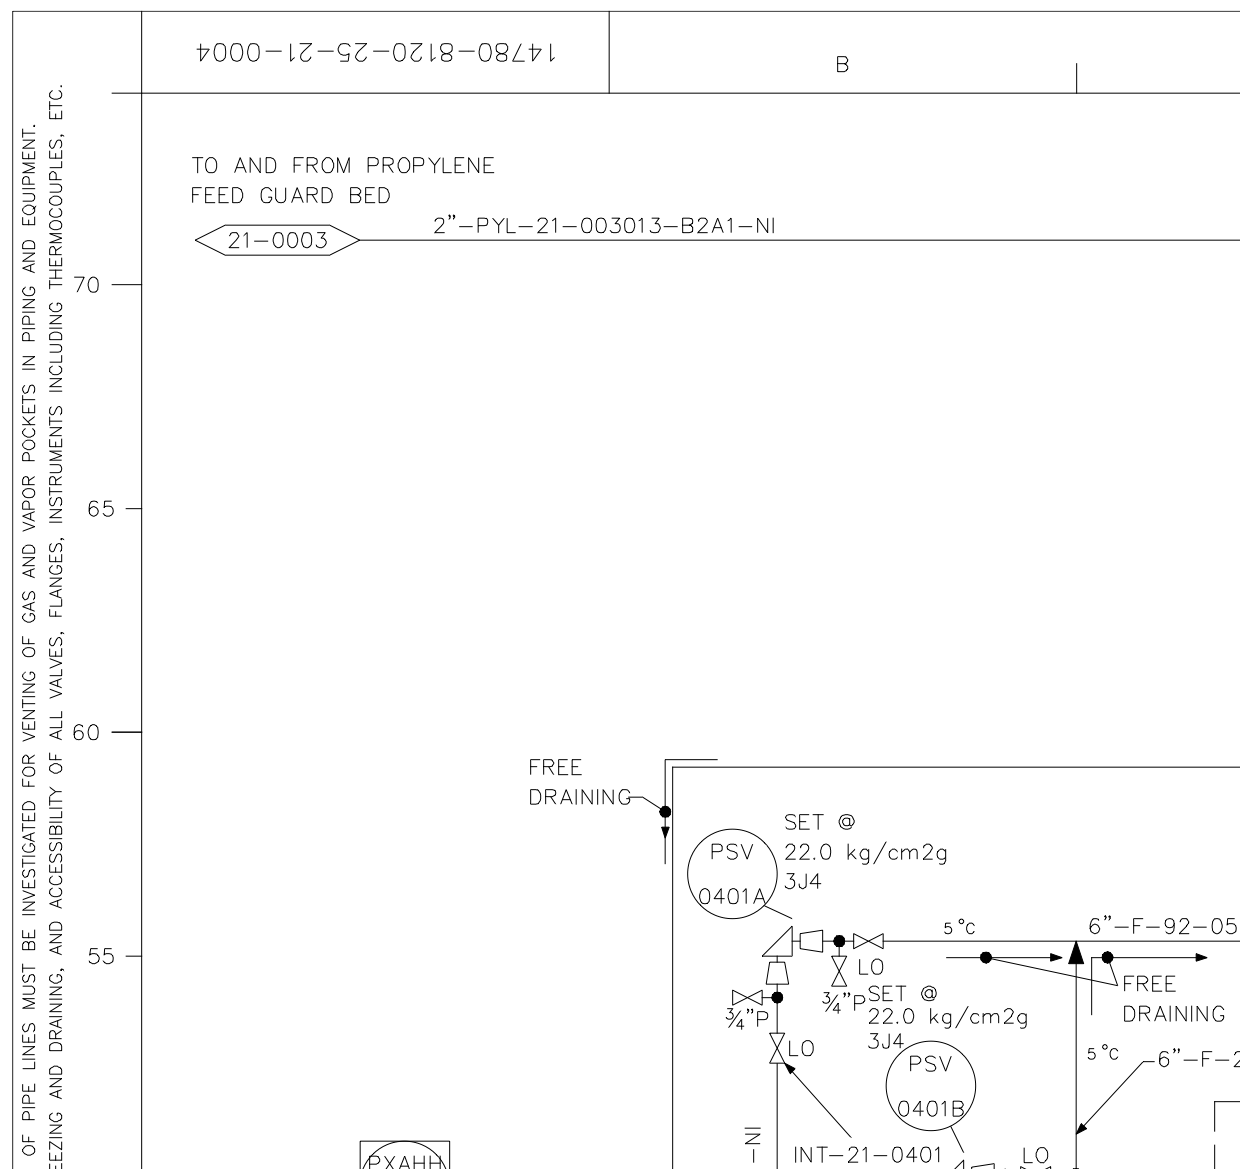 14780-8120-25-21-0004
B
OF PIPE LINES MUST BE INVESTIGATED FOR VENTING OF GAS AND VAPOR POCKETS IN PIPING AND EQUIPMENT.
AND DRAINING, AND ACCESSIBILITY OF ALL VALVES, FLANGES, INSTRUMENTS INCLUDING THERMOCOUPLES, ETC.
TO AND FROM PROPYLENE
FEED GUARD BED
21-0003
2"-PYL-21-003013-B2A1-NI
70
65
60
55
FREE
DRAINING
SET @
22.0 kg/cm2g
3J4
PSV
0401A
5°C
6"-F-92-05
LO
3/4"P
FREE
DRAINING
3/4"P
SET @
22.0 kg/cm2g
3J4
LO
PSV
0401B
5°C
6"-F-2
-NI
INT-21-0401
LO
PXAHH